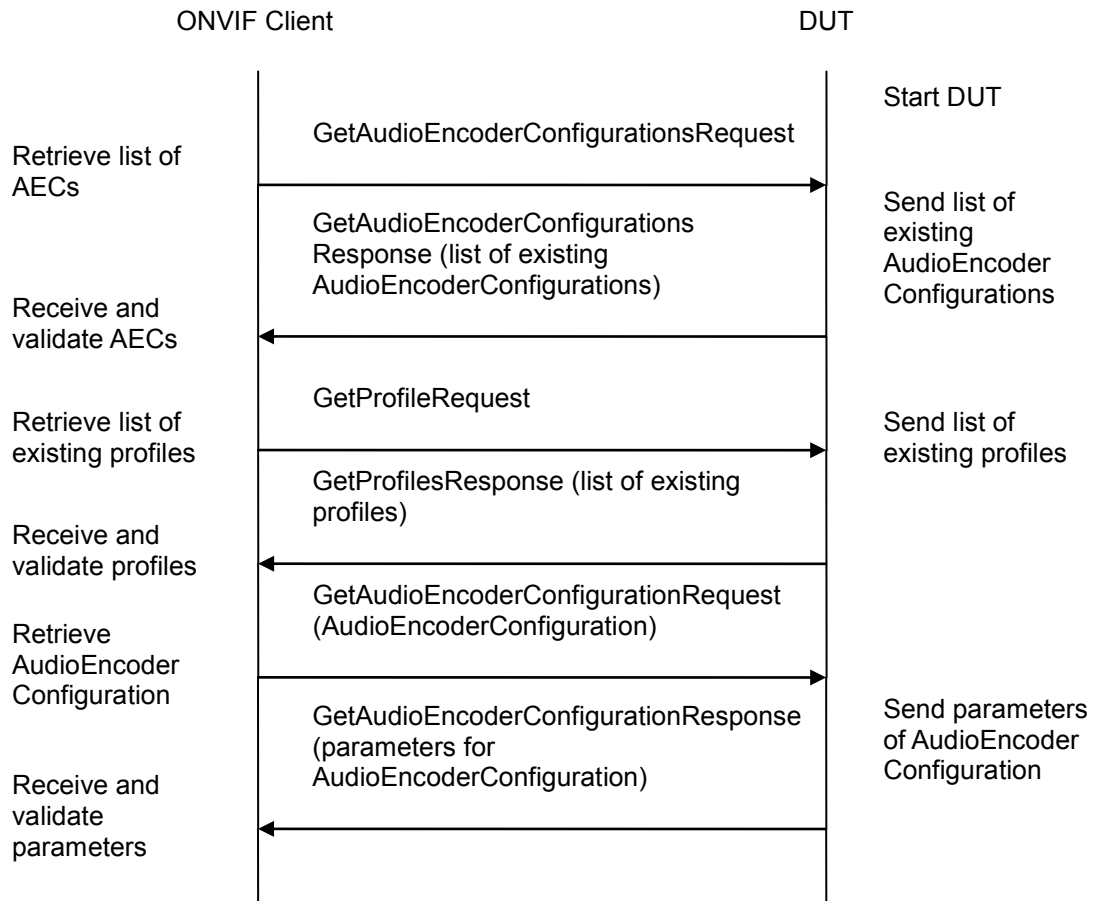 ONVIF Client
DUT
Start DUT
GetAudioEncoderConfigurationsRequest
Retrieve list of
AECs
Send list of
existing
AudioEncoder
Configurations
GetAudioEncoderConfigurations
Response (list of existing
AudioEncoderConfigurations)
Receive and
validate AECs
GetProfileRequest
Retrieve list of
existing profiles
Send list of
existing profiles
GetProfilesResponse (list of existing
profiles)
Receive and
validate profiles
GetAudioEncoderConfigurationRequest
(AudioEncoderConfiguration)
Retrieve
AudioEncoder
Configuration
GetAudioEncoderConfigurationResponse
(parameters for
AudioEncoderConfiguration)
Send parameters
of AudioEncoder
Configuration
Receive and
validate
parameters